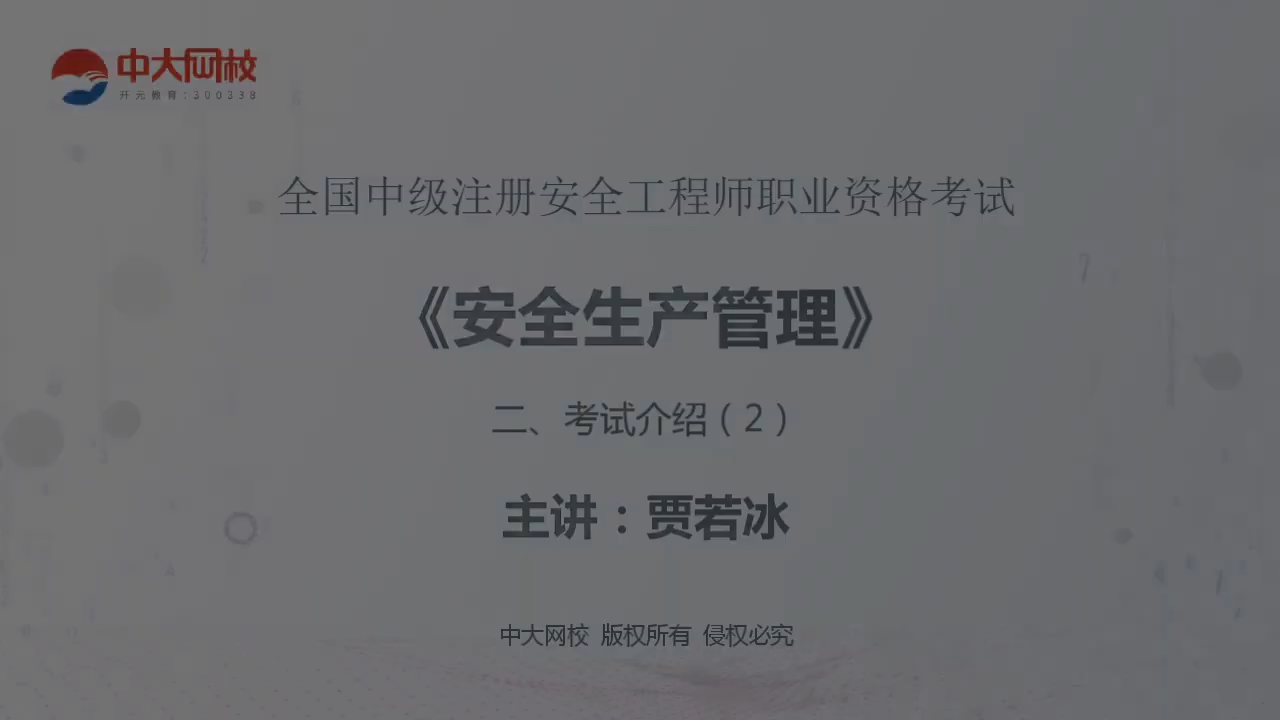 中大网校
开元教育:300338
全国中级注册安全工程师职业资格考试
《安全生产管理》
二、考试介绍（2）
主讲：贾若冰
中大网校 版权所有 侵权必究